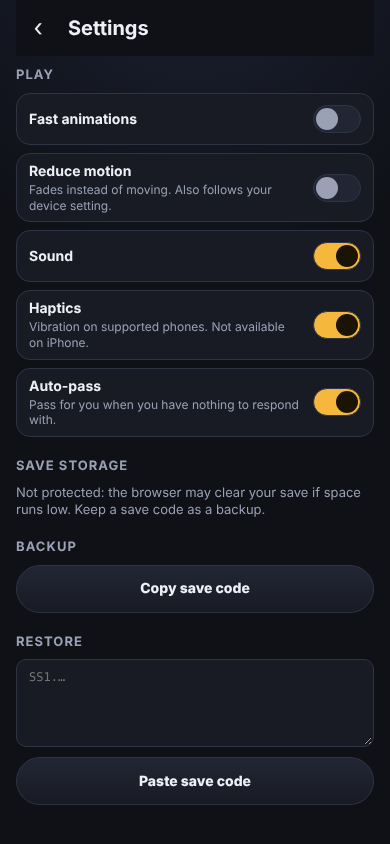 Settings
PLAY
Fast animations
Reduce motion
Fades instead of moving. Also follows your
device setting.
Sound
Haptics
Vibration on supported phones. Not available
on iPhone.
Auto-pass
Pass for you when you have nothing to respond
with.
SAVE STORAGE
Not protected: the browser may clear your save if space
runs low. Keep a save code as a backup.
BACKUP
Copy save code
RESTORE
SS1.…
Paste save code